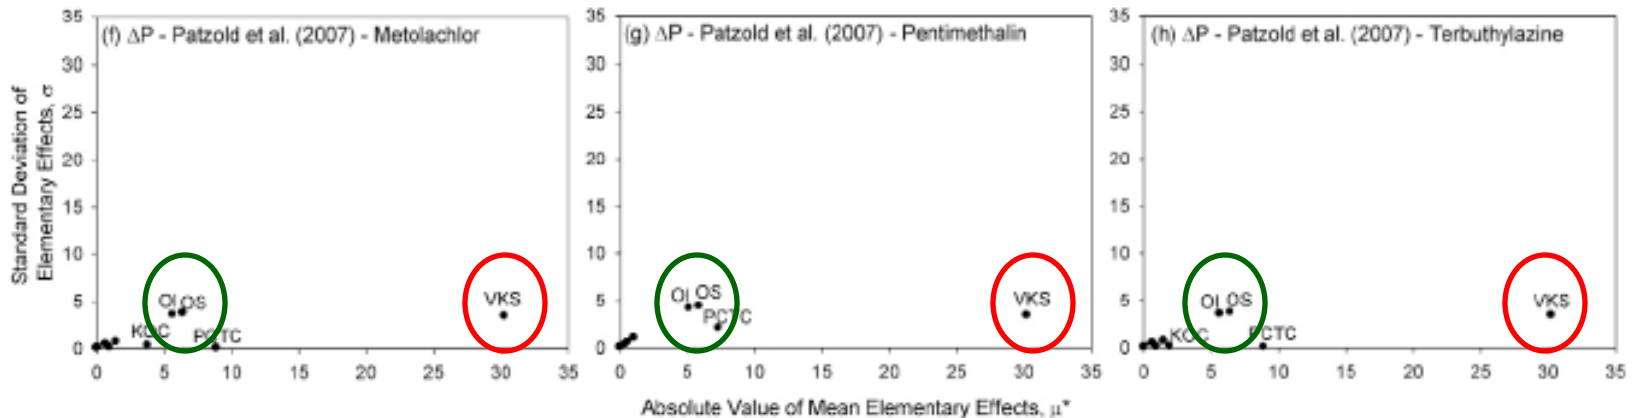 (f) ΔP - Patzold et al. (2007) - Metolachlor
(g) ΔP - Patzold et al. (2007) - Pentimethalin
(h) ΔP - Patzold et al. (2007) - Terbuthylazine
Standard Deviation of
Elementary Effects, σ
35
30
25
20
15
10
5
0
OI OS
VKS
KOC
PCTC
0 5 10 15 20 25 30 35
35
30
25
20
15
10
5
0
OI OS
VKS
PCTC
0 5 10 15 20 25 30 35
35
30
25
20
15
10
5
0
OI OS
VKS
KOC
PCTC
0 5 10 15 20 25 30 35
Absolute Value of Mean Elementary Effects, μ*